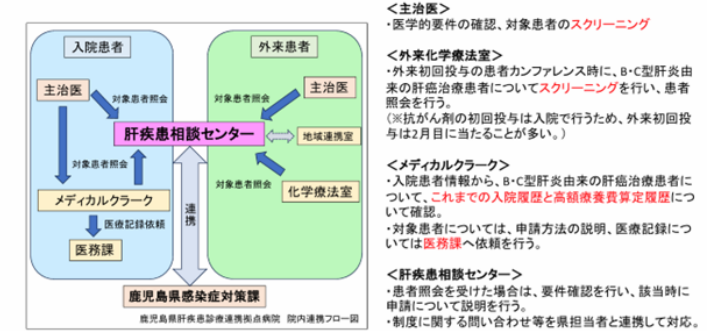 入院患者
外来患者
主治医
対象患者照会
対象患者照会
主治医
肝疾患相談センター
地域連携室
対象患者照会
対象患者照会
化学療法室
メディカルクラーク
連携
医療記録依頼
医務課
鹿児島県感染症対策課
鹿児島県肝疾患診療連携拠点病院 院内連携フロー図
＜主治医＞
・医学的要件の確認、対象患者のスクリーニング
＜外来化学療法室＞
・外来初回投与の患者カンファレンス時に、B・C型肝炎由
来の肝癌治療患者についてスクリーニングを行い、患者
照会を行う。
（※抗がん剤の初回投与は入院で行うため、外来初回投
与は2月目に当たることが多い。）
＜メディカルクラーク＞
・入院患者情報から、B・C型肝炎由来の肝癌治療患者に
ついて、これまでの入院履歴と高額療養費算定履歴につ
いて確認。
・対象患者については、申請方法の説明、医療記録につ
いては医務課へ依頼を行う。
＜肝疾患相談センター＞
・患者照会を受けた場合は、要件確認を行い、該当時に
申請について説明を行う。
・制度に関する問い合わせ等を県担当者と連携して対応。